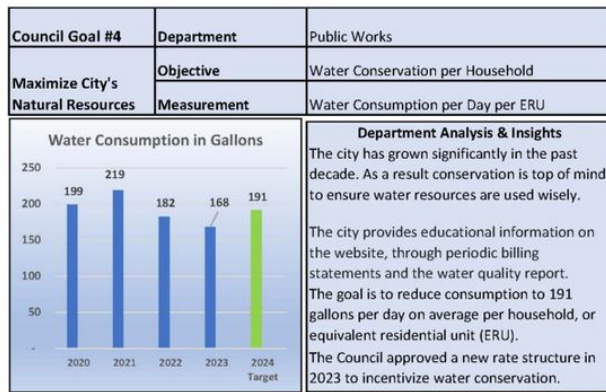 Council Goal #4
Department
Public Works
Maximize City's
Natural Resources
Objective
Water Conservation per Household
Measurement
Water Consumption per Day per ERU
Water Consumption in Gallons
250
200
150
100
50
-
199
219
182
168
191
2020
2021
2022
2023
2024
Target
Department Analysis & Insights
The city has grown significantly in the past
decade. As a result conservation is top of mind
to ensure water resources are used wisely.
The city provides educational information on
the website, through periodic billing
statements and the water quality report.
The goal is to reduce consumption to 191
gallons per day on average per household, or
equivalent residential unit (ERU).
The Council approved a new rate structure in
2023 to incentivize water conservation.